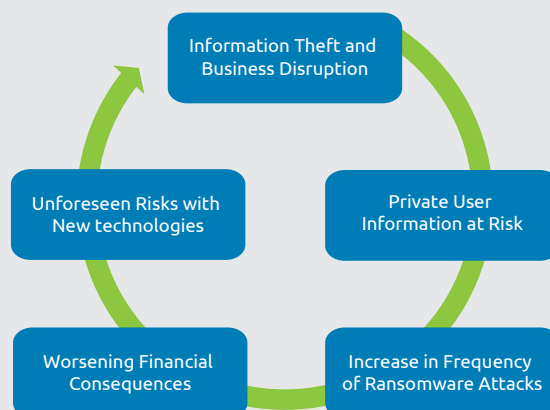 Information Theft and
Business Disruption
Private User
Information at Risk
Increase in Frequency
of Ransomware Attacks
Worsening Financial
Consequences
Unforeseen Risks with
New technologies